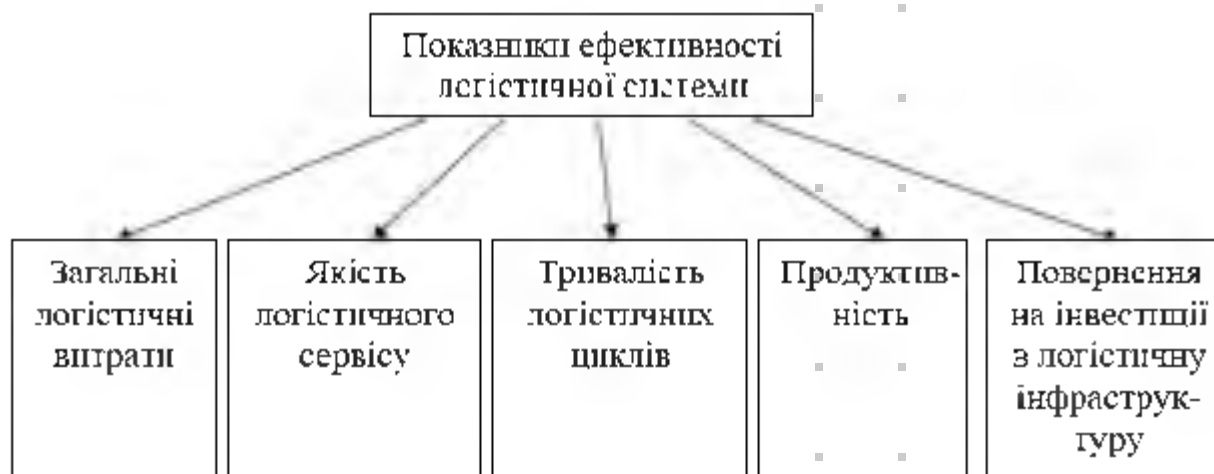 Показники ефективності
логістичної системи
Загальні
логістичні
витрати
Якість
логістичного
сервісу
Тривалість
логістичних
циклів
Продуктив-
ність
Повернення
на інвестиції
з логістичну
інфраструк-
туру